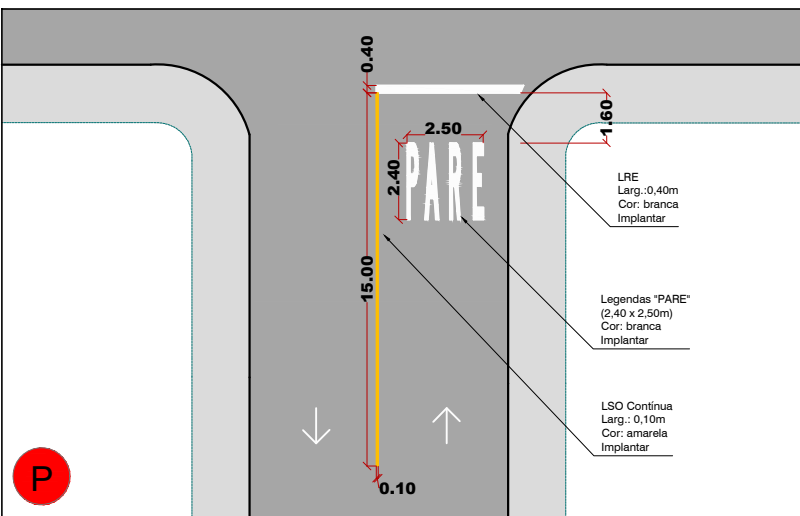 0.40
1.60
2.50
2.40
PARE
15.00
0.10
LRE
Larg.:0,40m
Cor: branca
Implantar
Legendas "PARE"
(2,40 x 2,50m)
Cor: branca
Implantar
LSO Contínua
Larg.: 0,10m
Cor: amarela
Implantar
P